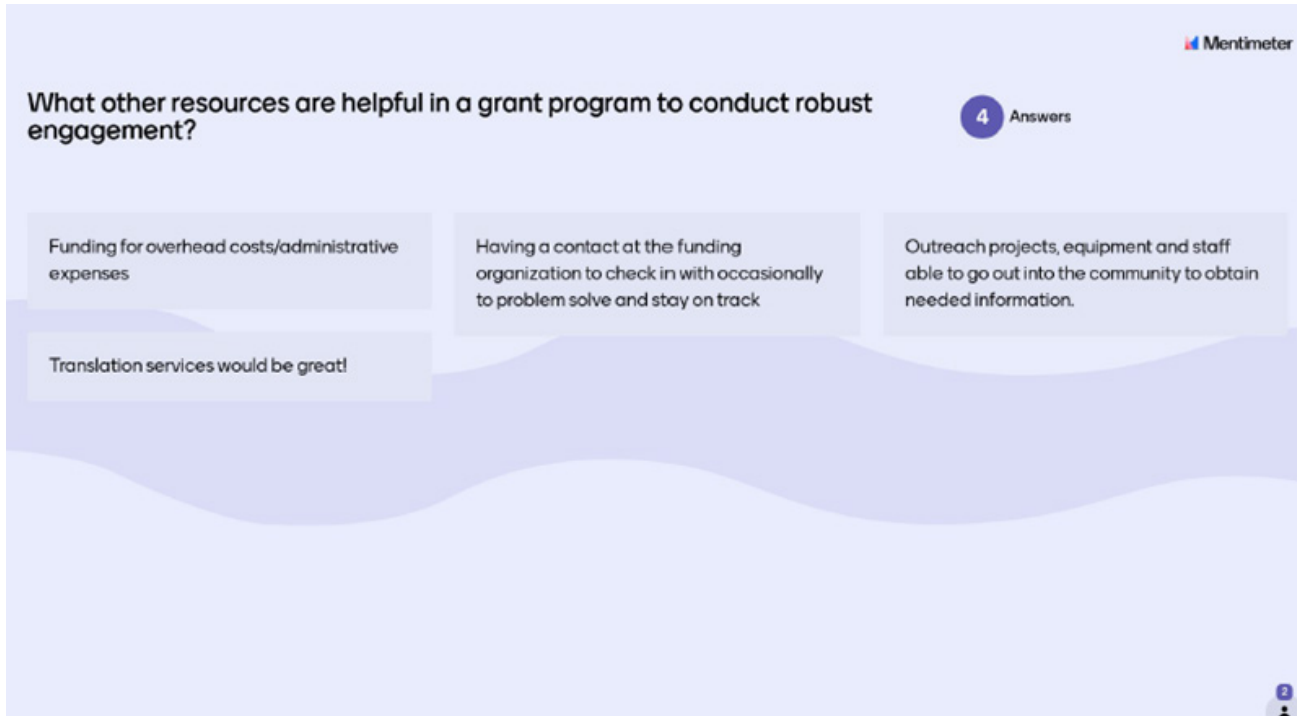 Mentimeter
What other resources are helpful in a grant program to conduct robust
engagement?
4 Answers
Funding for overhead costs/administrative
expenses
Having a contact at the funding
organization to check in with occasionally
to problem solve and stay on track
Outreach projects, equipment and staff
able to go out into the community to obtain
needed information.
Translation services would be great!
2